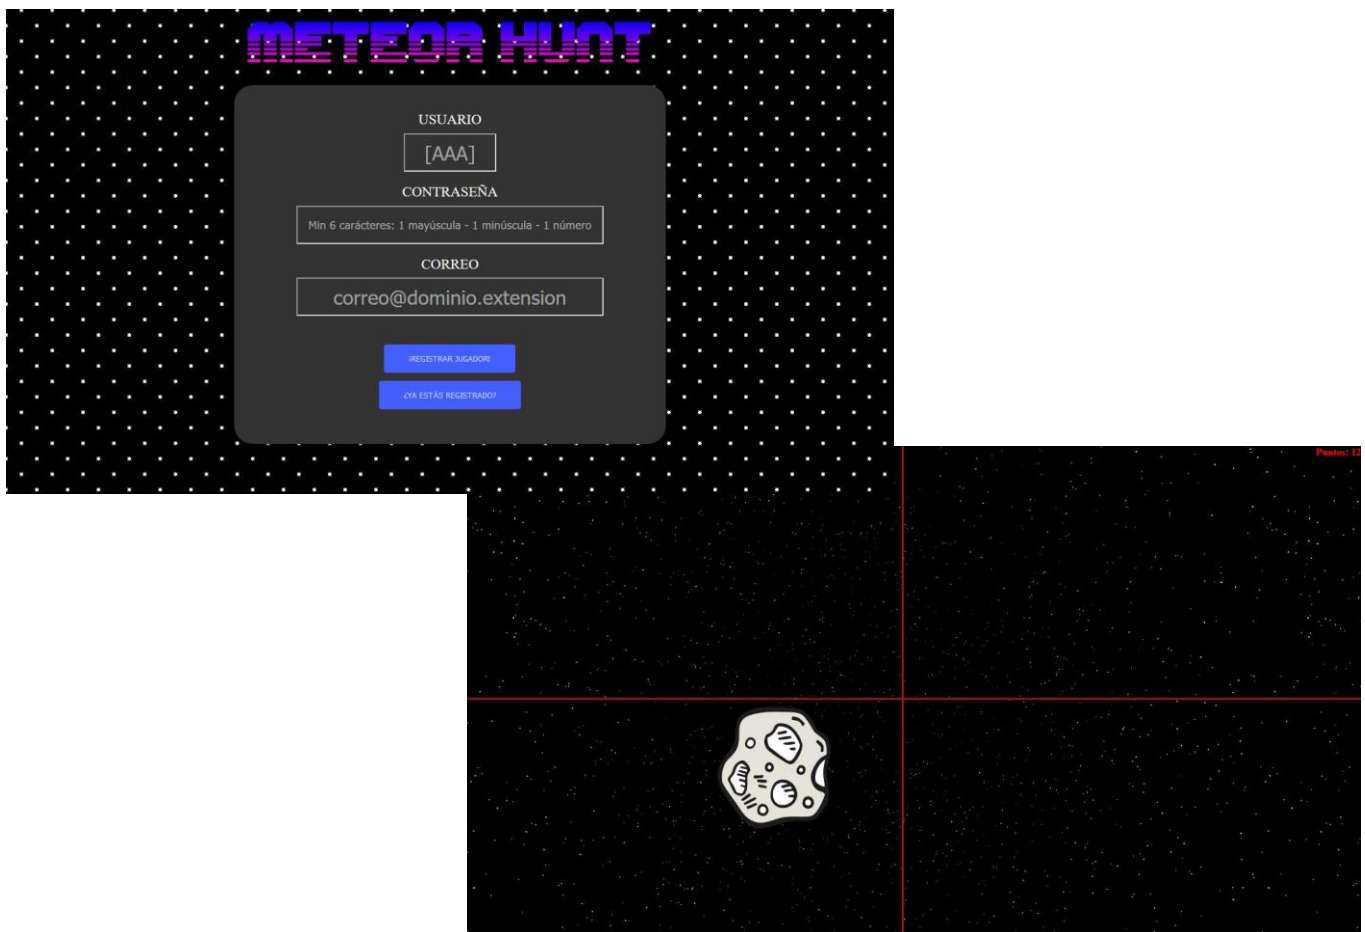 METEOR HUNT
USUARIO
[AAA]
CONTRASEÑA
Min 6 carácteres: 1 mayúscula - 1 minúscula - 1 número
CORREO
correo@dominio.extension
¡REGISTRAR JUGADOR!
¿YA ESTÁS REGISTRADO?
Puntos: 12